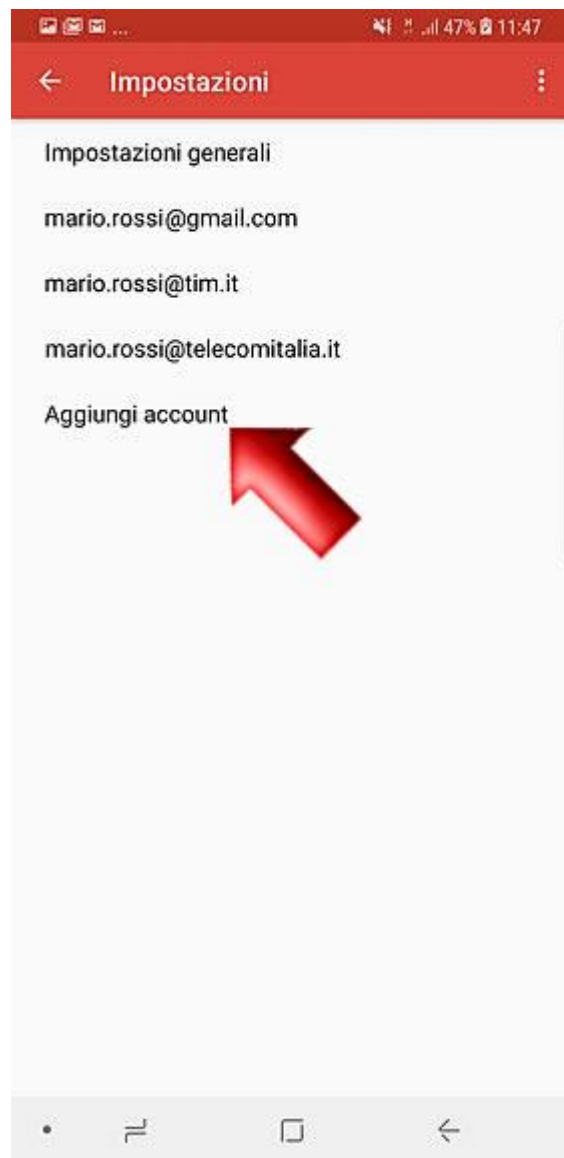 ... 47% 11:47
Impostazioni
Impostazioni generali
mario.rossi@gmail.com
mario.rossi@tim.it
mario.rossi@telecomitalia.it
Aggiungi account